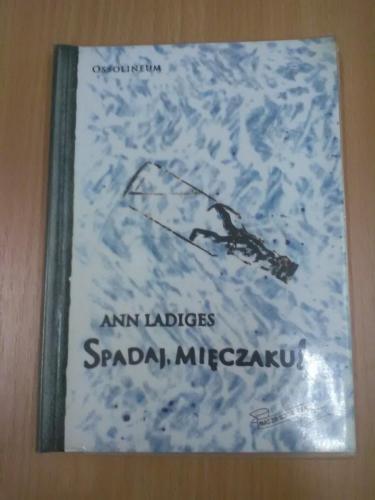 OSSOLINEUM
ANN LADIGES
SPADAJ, MIĘCZAKU!